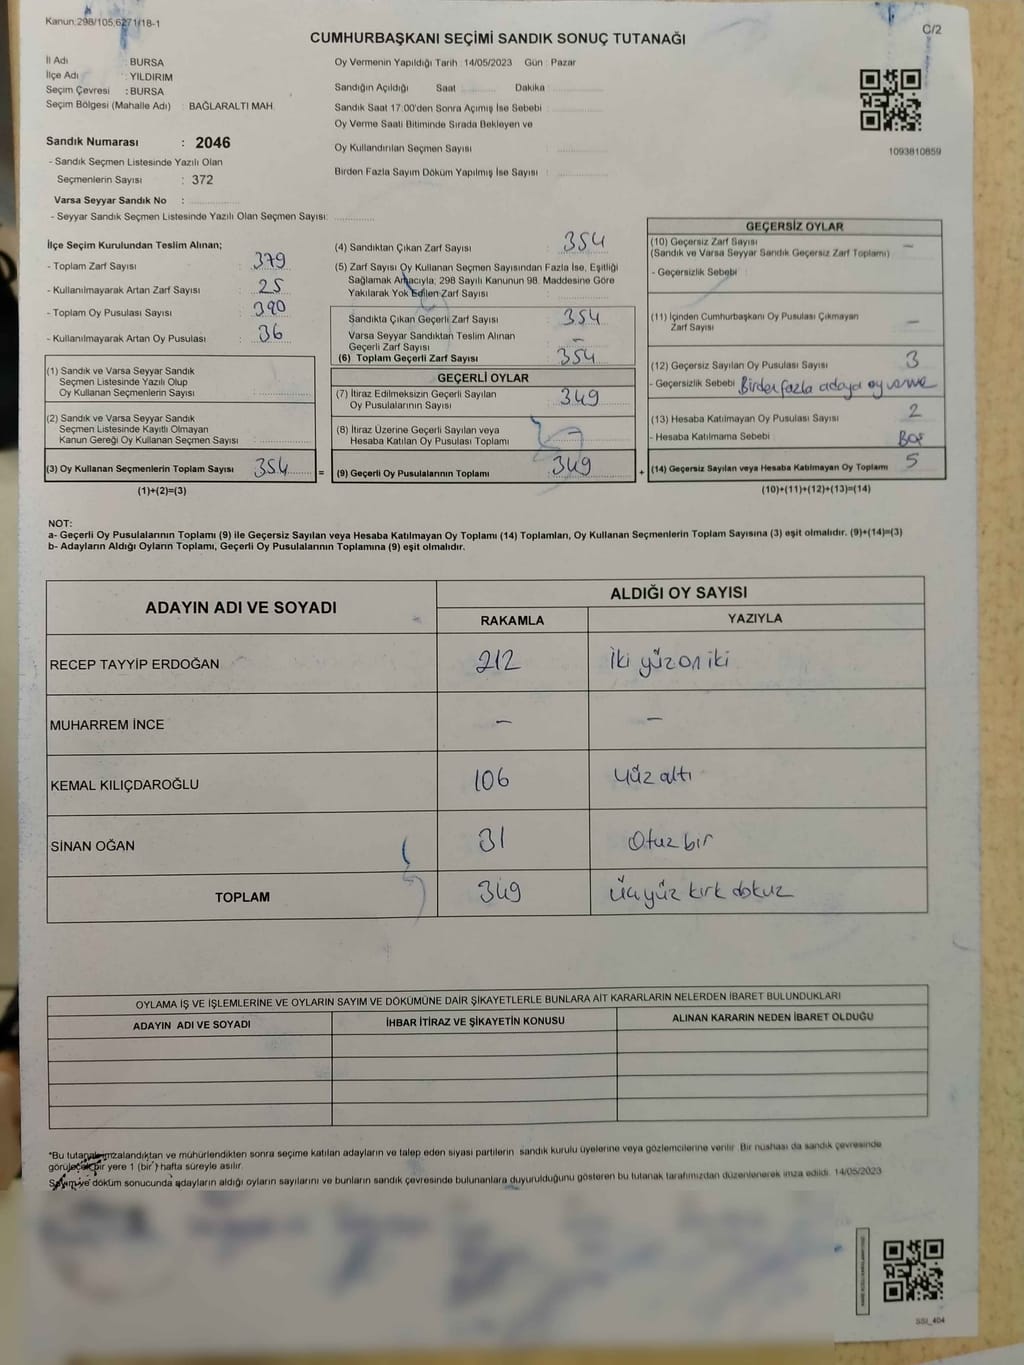 Kanun:298/105,6271/18-1
C/2
CUMHURBAŞKANI SEÇİMİ SANDIK SONUÇ TUTANAĞI
İl Adı : BURSA
İlçe Adı : YILDIRIM
Seçim Çevresi : BURSA
Seçim Bölgesi (Mahalle Adı) : BAĞLARALTI MAH.
Sandık Numarası : 2046
- Sandık Seçmen Listesinde Yazılı Olan
Seçmenlerin Sayısı : 372
Varsa Seyyar Sandık No :
- Seyyar Sandık Seçmen Listesinde Yazılı Olan Seçmen Sayısı:
Oy Vermenin Yapıldığı Tarih : 14/05/2023 Gün : Pazar
Sandığın Açıldığı Saat Dakika
Sandık Saat 17:00'den Sonra Açımış İse Sebebi :
Oy Verme Saati Bitiminde Sırada Bekleyen ve
Oy Kullandırılan Seçmen Sayısı :
Birden Fazla Sayım Döküm Yapılmış İse Sayısı :
1093810859
İlçe Seçim Kurulundan Teslim Alınan;
- Toplam Zarf Sayısı : 379
- Kullanılmayarak Artan Zarf Sayısı : 25
- Toplam Oy Pusulası Sayısı : 390
- Kullanılmayarak Artan Oy Pusulası : 36
(1) Sandık ve Varsa Seyyar Sandık
Seçmen Listesinde Yazılı Olup
Oy Kullanan Seçmenlerin Sayısı :
(2) Sandık ve Varsa Seyyar Sandık
Seçmen Listesinde Kayıtlı Olmayan
Kanun Gereği Oy Kullanan Seçmen Sayısı :
(3) Oy Kullanan Seçmenlerin Toplam Sayısı 354 =
(1)+(2)=(3)
(4) Sandıktan Çıkan Zarf Sayısı : 354
(5) Zarf Sayısı Oy Kullanan Seçmen Sayısından Fazla İse, Eşitliği
Sağlamak Amacıyla; 298 Sayılı Kanunun 98. Maddesine Göre
Yakılarak Yok Edilen Zarf Sayısı :
Sandıkta Çıkan Geçerli Zarf Sayısı : 354
Varsa Seyyar Sandıktan Teslim Alınan
Geçerli Zarf Sayısı : –
(6) Toplam Geçerli Zarf Sayısı : 354
GEÇERLİ OYLAR
(7) İtiraz Edilmeksizin Geçerli Sayılan
Oy Pusulalarının Sayısı : 349
(8) İtiraz Üzerine Geçerli Sayılan veya
Hesaba Katılan Oy Pusulası Toplamı : –
(9) Geçerli Oy Pusulalarının Toplamı : 349 +
GEÇERSİZ OYLAR
(10) Geçersiz Zarf Sayısı –
(Sandık ve Varsa Seyyar Sandık Geçersiz Zarf Toplamı)
- Geçersizlik Sebebi :
(11) İçinden Cumhurbaşkanı Oy Pusulası Çıkmayan
Zarf Sayısı –
(12) Geçersiz Sayılan Oy Pusulası Sayısı : 3
- Geçersizlik Sebebi : Birden fazla adaya oy verme
(13) Hesaba Katılmayan Oy Pusulası Sayısı : 2
- Hesaba Katılmama Sebebi : Boş
(14) Geçersiz Sayılan veya Hesaba Katılmayan Oy Toplamı : 5
(10)+(11)+(12)+(13)=(14)
NOT:
a- Geçerli Oy Pusulalarının Toplamı (9) ile Geçersiz Sayılan veya Hesaba Katılmayan Oy Toplamı (14) Toplamları, Oy Kullanan Seçmenlerin Toplam Sayısına (3) eşit olmalıdır. (9)+(14)=(3)
b- Adayların Aldığı Oyların Toplamı, Geçerli Oy Pusulalarının Toplamına (9) eşit olmalıdır.
ADAYIN ADI VE SOYADI
ALDIĞI OY SAYISI
RAKAMLA YAZIYLA
RECEP TAYYİP ERDOĞAN 212 İki yüz on iki
MUHARREM İNCE – –
KEMAL KILIÇDAROĞLU 106 Yüz altı
SİNAN OĞAN 31 Otuz bir
TOPLAM 349 Üç yüz kırk dokuz
OYLAMA İŞ VE İŞLEMLERİNE VE OYLARIN SAYIM VE DÖKÜMÜNE DAİR ŞİKAYETLERLE BUNLARA AİT KARARLARIN NELERDEN İBARET BULUNDUKLARI
ADAYIN ADI VE SOYADI İHBAR İTİRAZ VE ŞİKAYETİN KONUSU ALINAN KARARIN NEDEN İBARET OLDUĞU
*Bu tutanak imzalandıktan ve mühürlendikten sonra seçime katılan adayların ve talep eden siyasi partilerin sandık kurulu üyelerine veya gözlemcilerine verilir. Bir nüshası da sandık çevresinde
görülecek bir yere 1 (bir ) hafta süreyle asılır.
Sayım ve döküm sonucunda adayların aldığı oyların sayılarını ve bunların sandık çevresinde bulunanlara duyurulduğunu gösteren bu tutanak tarafımızdan düzenlenerek imza edildi. 14/05/2023
SSI_404